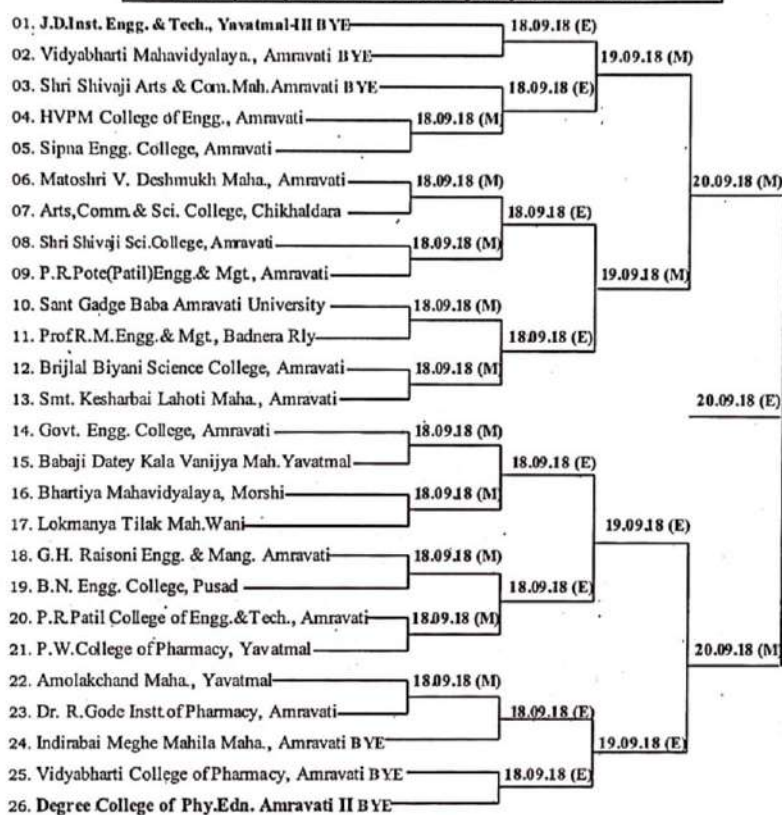 01. J.D.Inst. Engg. & Tech., Yavatmal-III BYE
18.09.18 (E)
02. Vidyabharti Mahavidyalaya., Amravati BYE
19.09.18 (M)
03. Shri Shivaji Arts & Com.Mah.Amravati BYE
18.09.18 (E)
04. HVPM College of Engg., Amravati
18.09.18 (M)
05. Sipna Engg. College, Amravati
06. Matoshri V. Deshmukh Maha., Amravati
18.09.18 (M)
20.09.18 (M)
07. Arts,Comm.& Sci. College, Chikhaldara
18.09.18 (E)
08. Shri Shivaji Sci.College, Amravati
18.09.18 (M)
09. P.R.Pote(Patil)Engg.& Mgt., Amravati
19.09.18 (M)
10. Sant Gadge Baba Amravati University
18.09.18 (M)
11. Prof R.M.Engg.& Mgt., Badnera Rly
18.09.18 (E)
12. Brijlal Biyani Science College, Amravati
18.09.18 (M)
13. Smt. Kesharbai Lahoti Maha., Amravati
20.09.18 (E)
14. Govt. Engg. College, Amravati
18.09.18 (M)
15. Babaji Datey Kala Vanijya Mah.Yavatmal
18.09.18 (E)
16. Bhartiya Mahavidyalaya, Morshi
18.09.18 (M)
17. Lokmanya Tilak Mah.Wani
19.09.18 (E)
18. G.H. Raisoni Engg. & Mang. Amravati
18.09.18 (M)
19. B.N. Engg. College, Pusad
18.09.18 (E)
20. P.R.Patil College of Engg.&Tech., Amravati
18.09.18 (M)
21. P.W.College of Pharmacy, Yavatmal
20.09.18 (M)
22. Amolakchand Maha., Yavatmal
18.09.18 (M)
23. Dr. R.Gode Instt.of Pharmacy, Amravati
18.09.18 (E)
24. Indirabai Meghe Mahila Maha., Amravati BYE
19.09.18 (E)
25. Vidyabharti College of Pharmacy, Amravati BYE
18.09.18 (E)
26. Degree College of Phy.Edn. Amravati II BYE